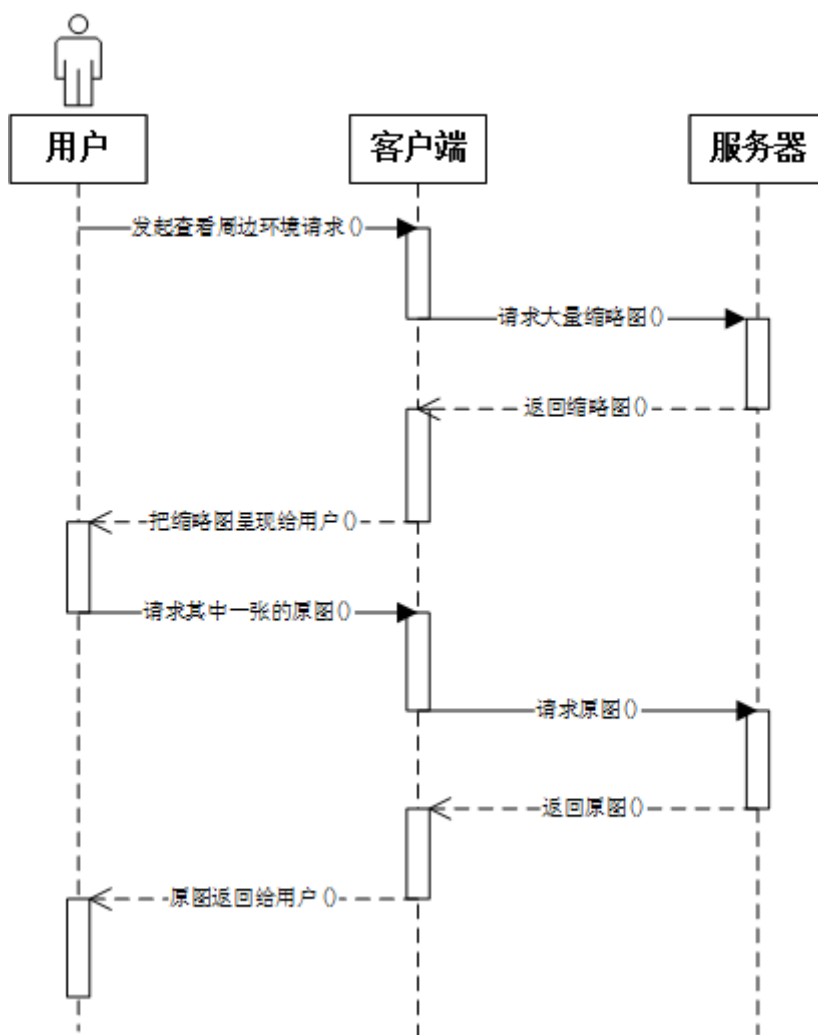 用户
客户端
服务器
发起查看周边环境请求()
请求大量缩略图()
返回缩略图()
把缩略图呈现给用户()
请求其中一张的原图()
请求原图()
返回原图()
原图返回给用户()